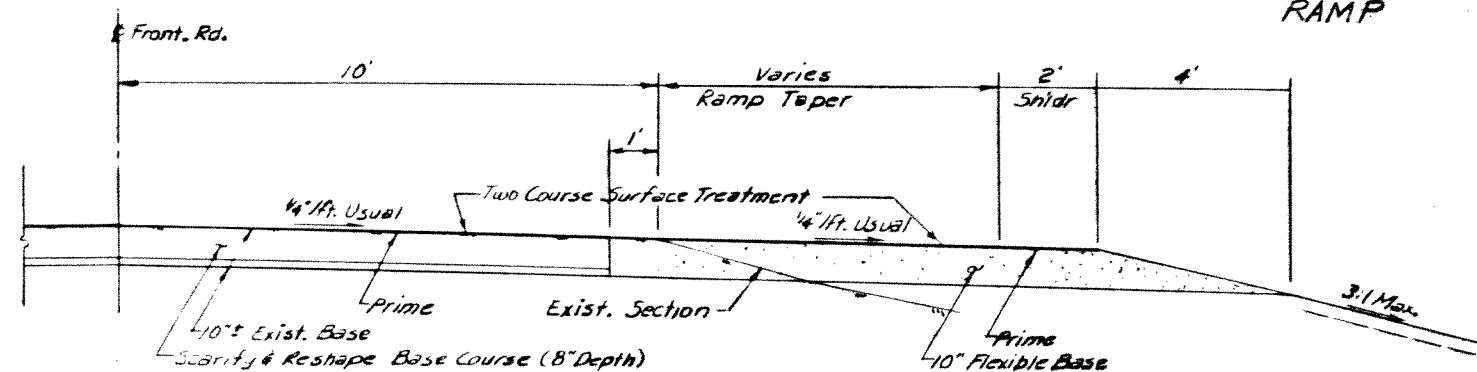 RAMP
℄ Front. Rd.
10'
Varies
Ramp Taper
2'
Shldr
4'
1'
Two Course Surface Treatment
1/4"/ft. Usual
1/4"/ft. Usual
Prime
Exist. Section
3:1 Max.
10"± Exist. Base
Prime
Scarify & Reshape Base Course (8" Depth)
10" Flexible Base